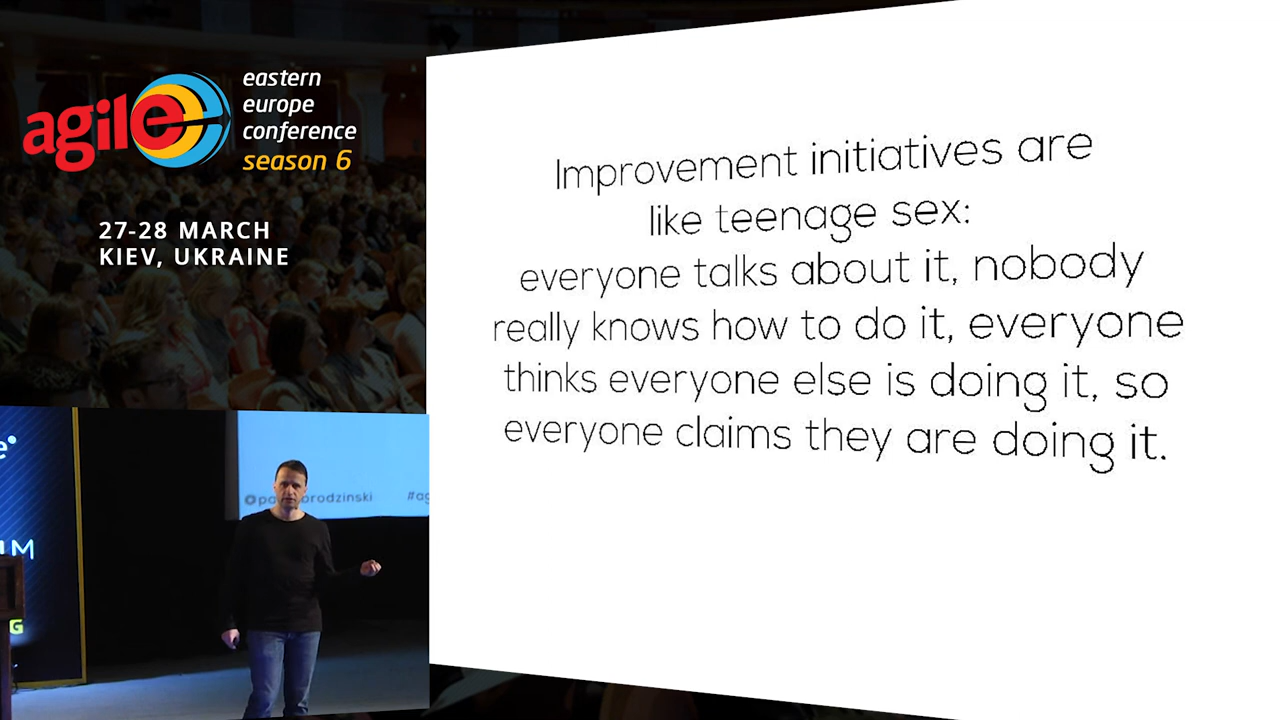 agile
eastern
europe
conference
season 6
27-28 MARCH
KIEV, UKRAINE
Improvement initiatives are
like teenage sex:
everyone talks about it, nobody
really knows how to do it, everyone
thinks everyone else is doing it, so
everyone claims they are doing it.